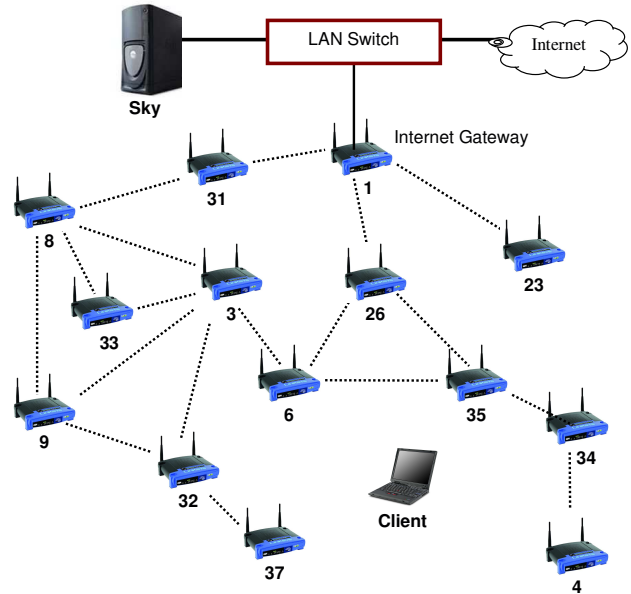 LAN Switch
Internet
Sky
Internet Gateway
31
1
8
23
3
26
33
6
35
9
34
32
Client
37
4